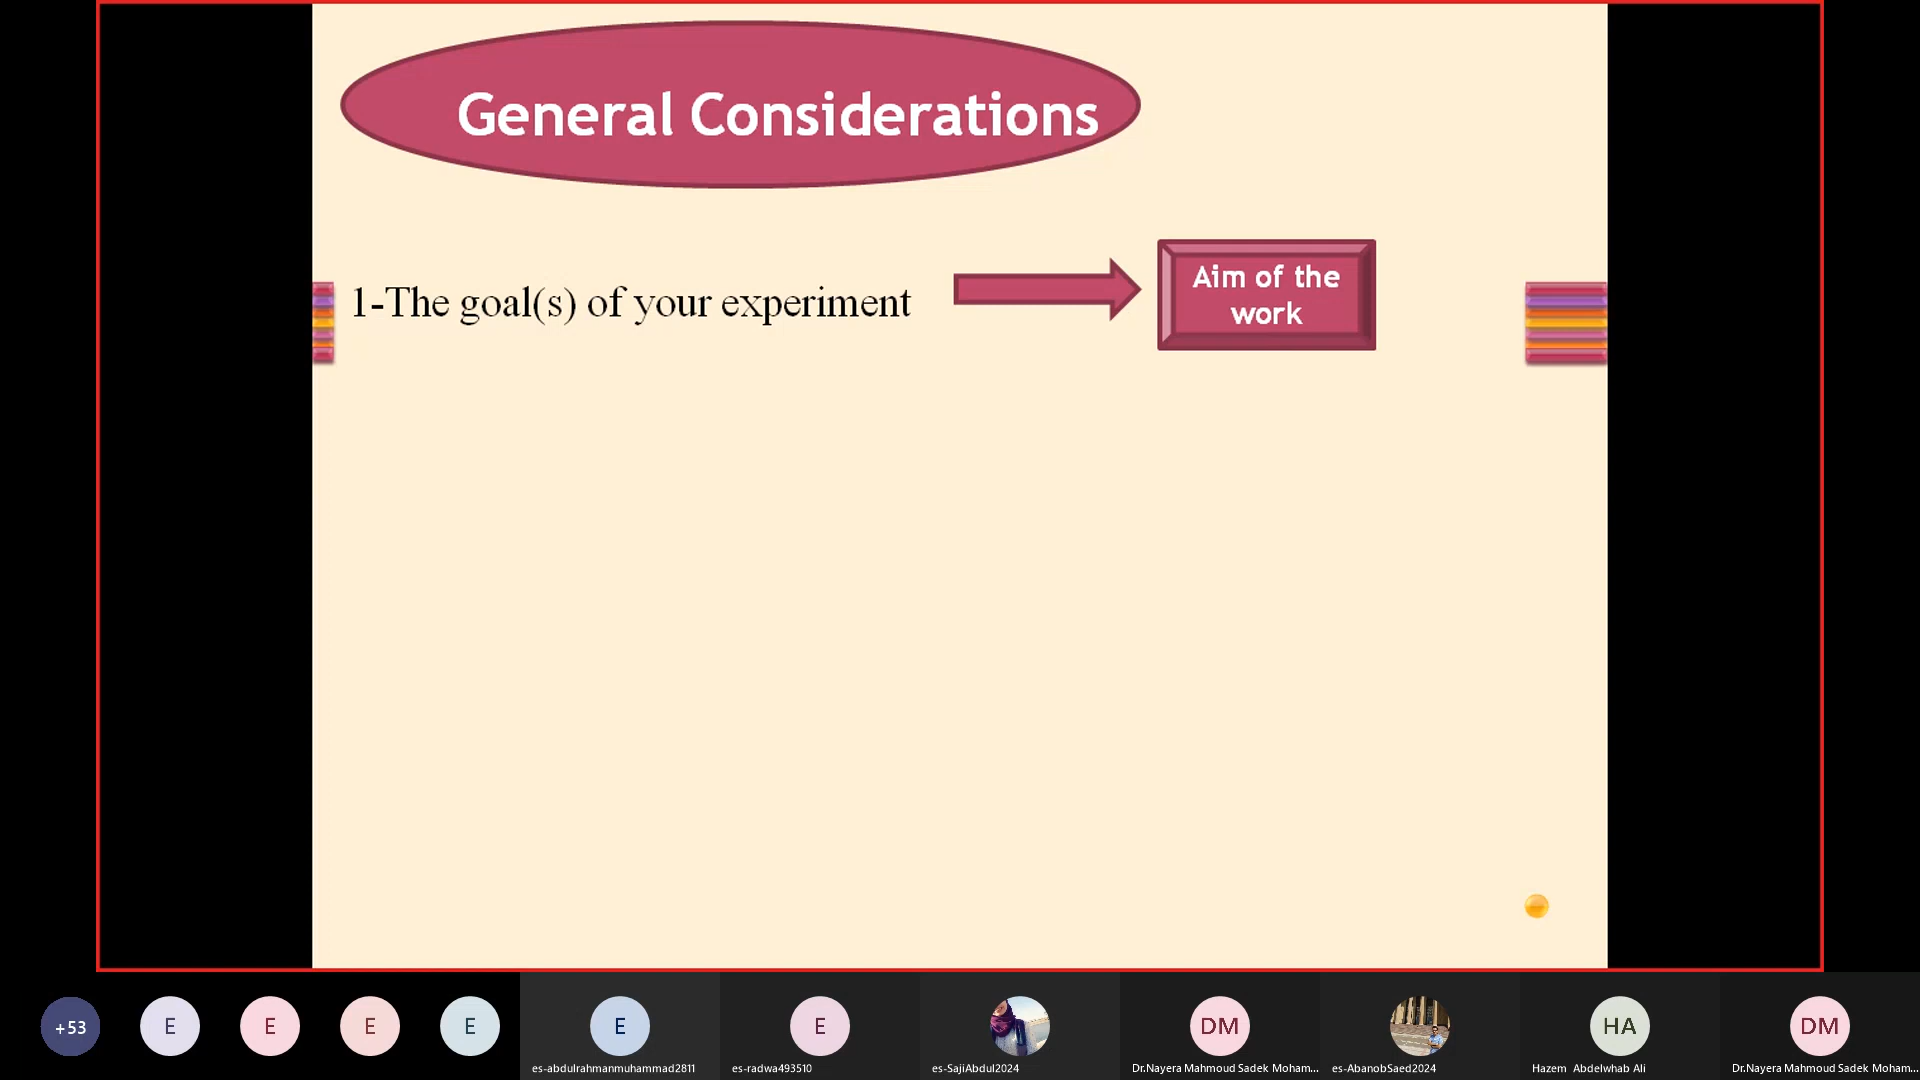 General Considerations
1-The goal(s) of your experiment
Aim of the
work
+53
E
E
E
E
E
E
DM
HA
DM
es-abdulrahmanmuhammad2811
es-radwa493510
es-SajiAbdul2024
Dr.Nayera Mahmoud Sadek Moham...
es-AbanobSaed2024
Hazem Abdelwhab Ali
Dr.Nayera Mahmoud Sadek Moham...